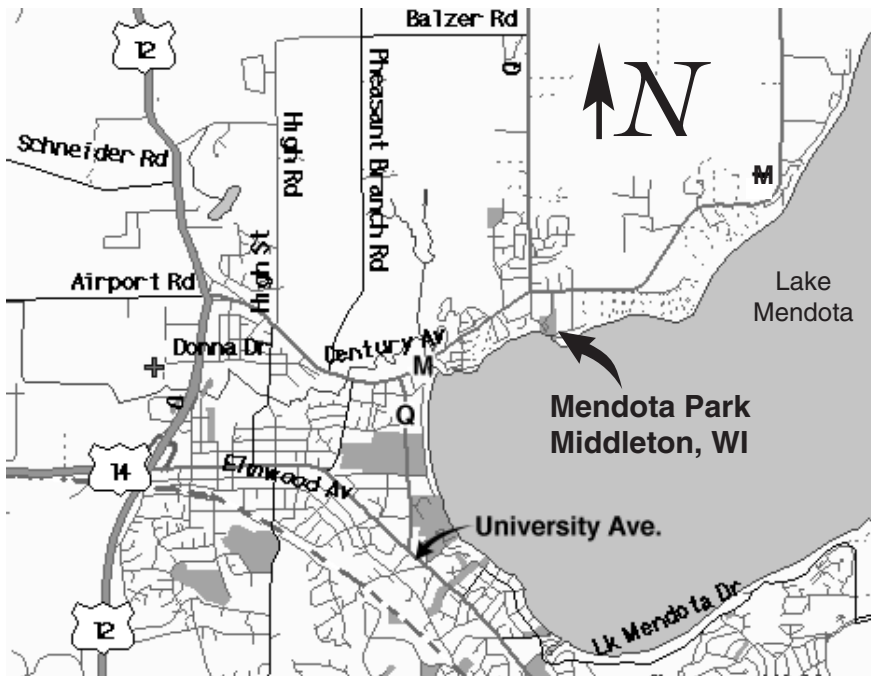 Balzer Rd
12
Q
N
Schneider Rd
High Rd
Pheasant Branch Rd
M
High St
Airport Rd
Lake
Mendota
Donna Dr
Century Av
M
Mendota Park
Middleton, WI
Q
Q
14
Elmwood Av
University Ave.
Lk Mendota Dr
12